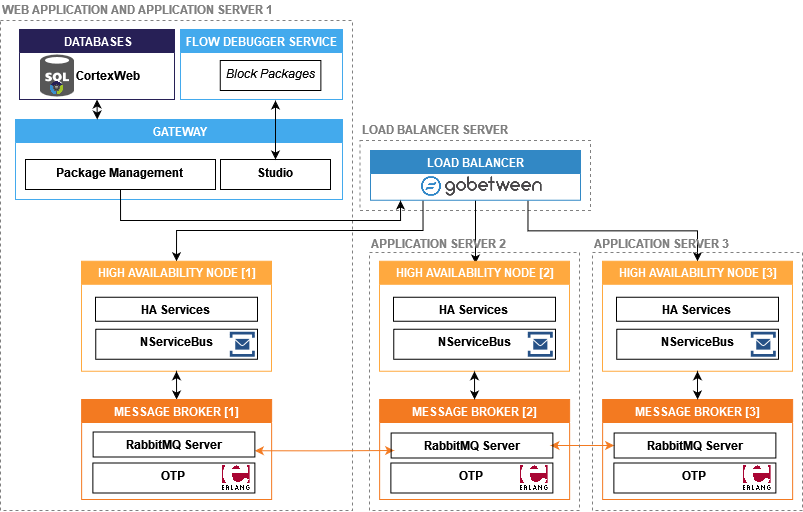 WEB APPLICATION AND APPLICATION SERVER 1
DATABASES
SQL
CortexWeb
FLOW DEBUGGER SERVICE
Block Packages
GATEWAY
Package Management
Studio
LOAD BALANCER SERVER
LOAD BALANCER
gobetween
APPLICATION SERVER 2
APPLICATION SERVER 3
HIGH AVAILABILITY NODE [1]
HA Services
NServiceBus
HIGH AVAILABILITY NODE [2]
HA Services
NServiceBus
HIGH AVAILABILITY NODE [3]
HA Services
NServiceBus
MESSAGE BROKER [1]
RabbitMQ Server
OTP
ERLANG
MESSAGE BROKER [2]
RabbitMQ Server
OTP
ERLANG
MESSAGE BROKER [3]
RabbitMQ Server
OTP
ERLANG